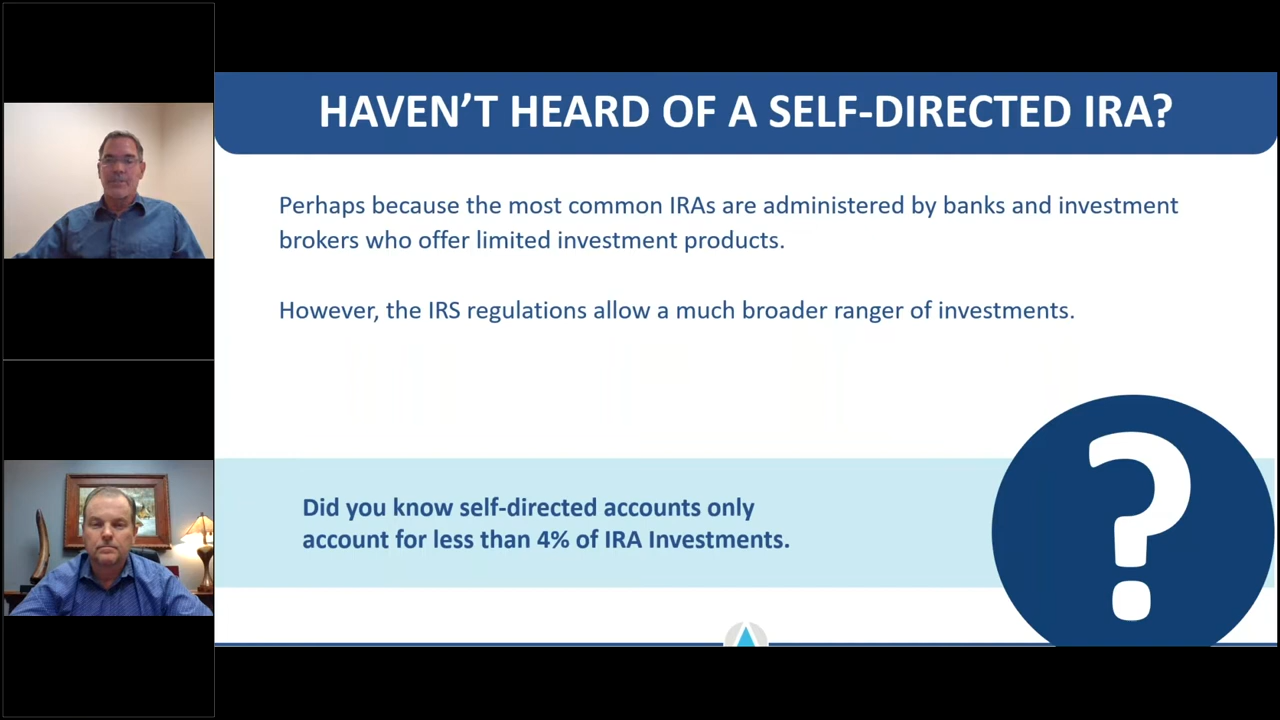 HAVEN’T HEARD OF A SELF-DIRECTED IRA?
Perhaps because the most common IRAs are administered by banks and investment
brokers who offer limited investment products.
However, the IRS regulations allow a much broader ranger of investments.
Did you know self-directed accounts only
account for less than 4% of IRA Investments.
?